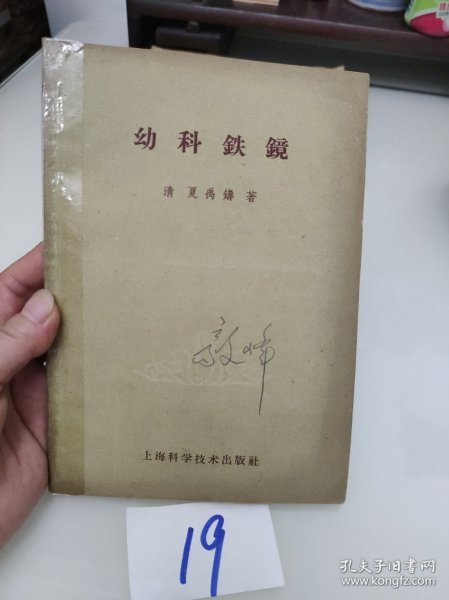 幼科鉄鏡
清 夏禹鑄著
上海科学技术出版社
19
孔夫子旧书网
www.kongfz.com